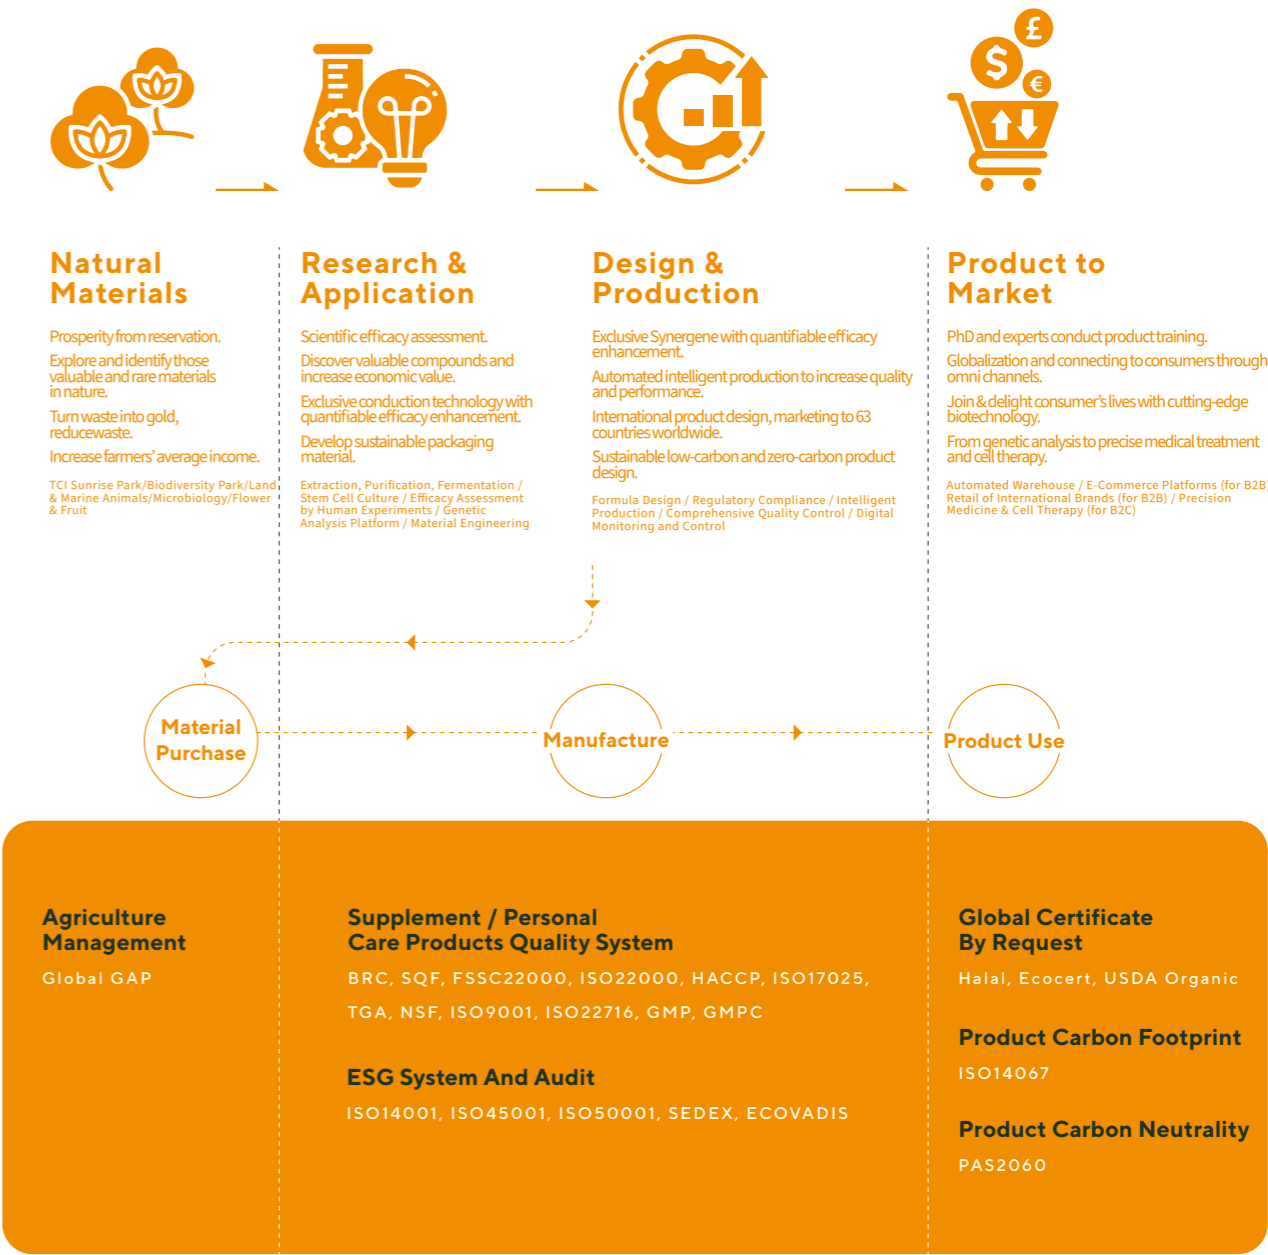 Natural
Materials
Prosperity from reservation.
Explore and identify those
valuable and rare materials
in nature.
Turn waste into gold,
reducewaste.
Increase farmers' average income.
TCI Sunrise Park/Biodiversity Park/Land
& Marine Animals/Microbiology/Flower
& Fruit
Research &
Application
Scientific efficacy assessment.
Discover valuable compounds and
increase economic value.
Exclusive conduction technology with
quantifiable efficacy enhancement.
Develop sustainable packaging
material.
Extraction, Purification, Fermentation /
Stem Cell Culture / Efficacy Assessment
by Human Experiments / Genetic
Analysis Platform / Material Engineering
Design &
Production
Exclusive Synergene with quantifiable efficacy
enhancement.
Automated intelligent production to increase quality
and performance.
International product design, marketing to 63
countries worldwide.
Sustainable low-carbon and zero-carbon product
design.
Formula Design / Regulatory Compliance / Intelligent
Production / Comprehensive Quality Control / Digital
Monitoring and Control
£
$
€
Product to
Market
PhD and experts conduct product training.
Globalization and connecting to consumers through
omni channels.
Join & delight consumer's lives with cutting-edge
biotechnology.
From genetic analysis to precise medical treatment
and cell therapy.
Automated Warehouse / E-Commerce Platforms (for B2B)
Retail of International Brands (for B2B) / Precision
Medicine & Cell Therapy (for B2C)
Material
Purchase
Manufacture
Product Use
Agriculture
Management
Global GAP
Supplement / Personal
Care Products Quality System
BRC, SQF, FSSC22000, ISO22000, HACCP, ISO17025,
TGA, NSF, ISO9001, ISO22716, GMP, GMPC
ESG System And Audit
ISO14001, ISO45001, ISO50001, SEDEX, ECOVADIS
Global Certificate
By Request
Halal, Ecocert, USDA Organic
Product Carbon Footprint
ISO14067
Product Carbon Neutrality
PAS2060